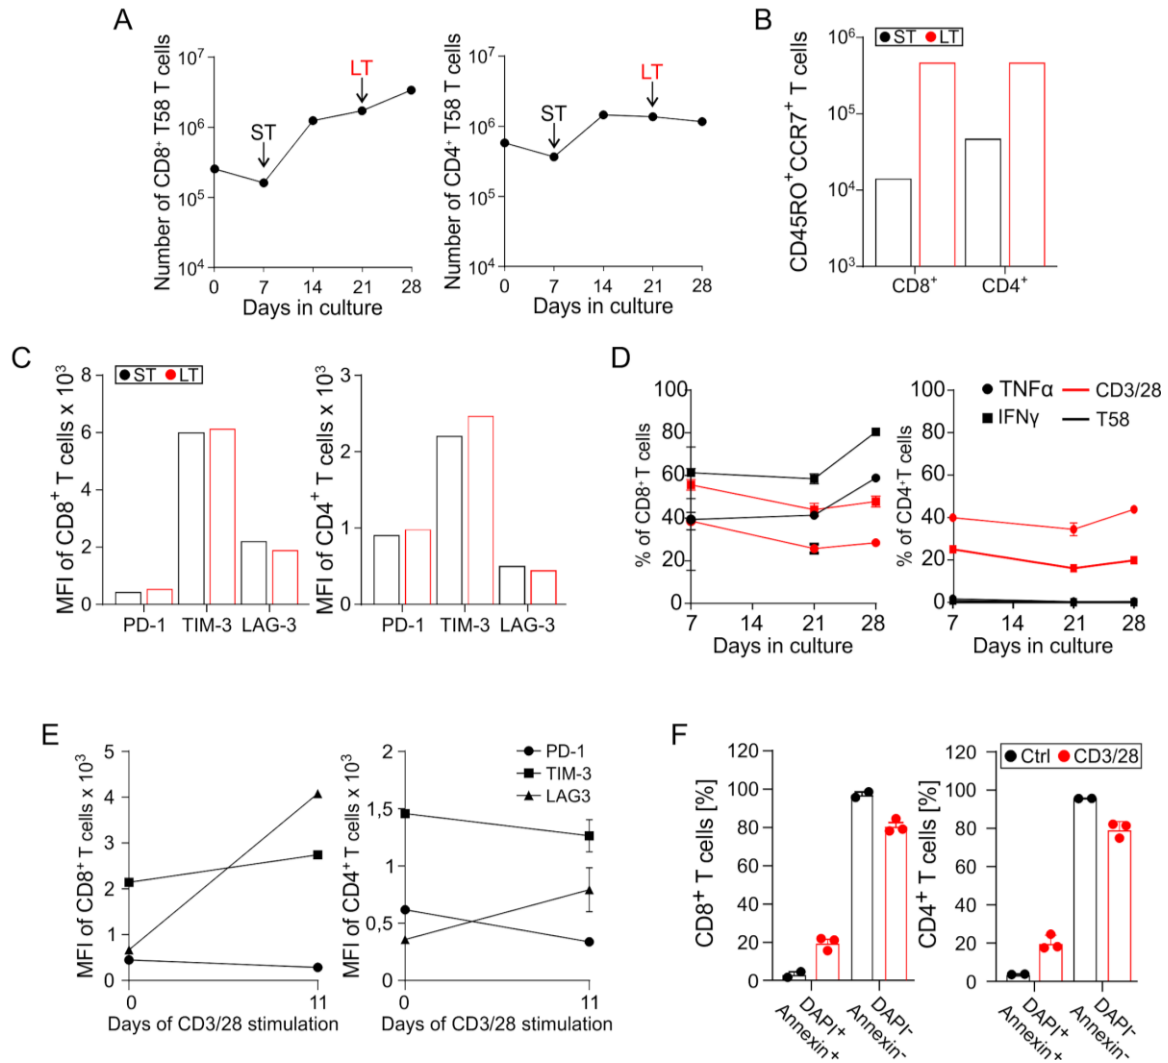 A
Number of CD8⁺ T58 T cells
10⁷
10⁶
10⁵
10⁴
ST
LT
0 7 14 21 28
Days in culture
Number of CD4⁺ T58 T cells
10⁷
10⁶
10⁵
10⁴
ST
LT
0 7 14 21 28
Days in culture
B
CD45RO⁺CCR7⁺ T cells
10⁶
10⁵
10⁴
10³
ST LT
CD8⁺ CD4⁺
C
MFI of CD8⁺ T cells x 10³
8
6
4
2
0
ST LT
PD-1 TIM-3 LAG-3
MFI of CD4⁺ T cells x 10³
3
2
1
0
PD-1 TIM-3 LAG-3
D
% of CD8⁺ T cells
100
80
60
40
20
0
7 14 21 28
Days in culture
% of CD4⁺T cells
100
80
60
40
20
0
TNFα CD3/28
IFNγ T58
7 14 21 28
Days in culture
E
MFI of CD8⁺ T cells x 10³
5
4
3
2
1
0
0 11
Days of CD3/28 stimulation
MFI of CD4⁺ T cells x 10³
2
1,5
1
0,5
0
PD-1
TIM-3
LAG3
0 11
Days of CD3/28 stimulation
F
CD8⁺ T cells [%]
120
100
80
60
40
20
0
DAPI⁺
Annexin⁺
DAPI⁻
Annexin⁻
CD4⁺ T cells [%]
120
100
80
60
40
20
0
Ctrl CD3/28
DAPI⁺
Annexin⁺
DAPI⁻
Annexin⁻